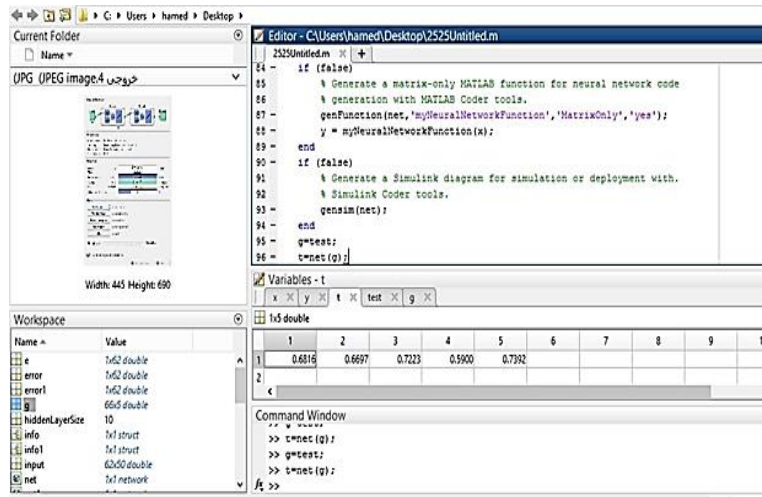 C: ▸ Users ▸ hamed ▸ Desktop ▸
Current Folder
Name
خروجی 4.JPG (JPEG image)
Width: 445 Height: 690
Workspace
Name Value
e 1x62 double
error 1x62 double
error1 1x62 double
g 66x5 double
hiddenLayerSize 10
info 1x1 struct
info1 1x1 struct
input 62x50 double
net 1x1 network
Editor - C:\Users\hamed\Desktop\2525Untitled.m
2525Untitled.m
84 - if (false)
85 % Generate a matrix-only MATLAB function for neural network code
86 % generation with MATLAB Coder tools.
87 - genFunction(net,'myNeuralNetworkFunction','MatrixOnly','yes');
88 - y = myNeuralNetworkFunction(x);
89 - end
90 - if (false)
91 % Generate a Simulink diagram for simulation or deployment with.
92 % Simulink Coder tools.
93 - gensim(net);
94 - end
95 - g=test;
96 - t=net(g);
Variables - t
x y t test g
1x5 double
1 2 3 4 5 6 7 8 9
1 0.6816 0.6697 0.7223 0.5900 0.7392
2
Command Window
>> t=net(g);
>> g=test;
>> t=net(g);
fx >>